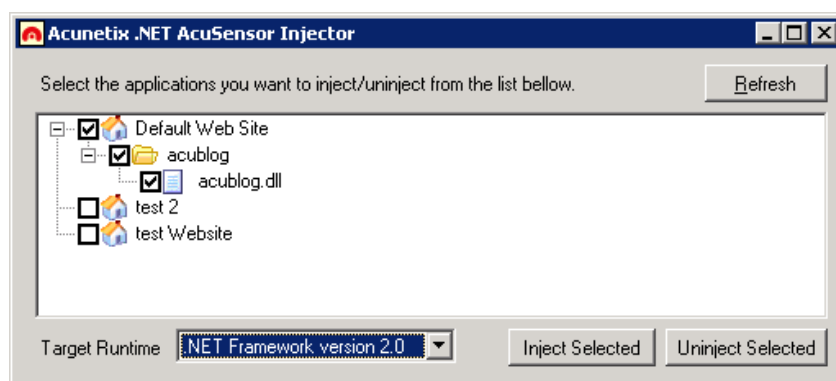 Acunetix .NET AcuSensor Injector
Select the applications you want to inject/uninject from the list bellow.
Refresh
Default Web Site
acublog
acublog.dll
test 2
test Website
Target Runtime .NET Framework version 2.0 Inject Selected Uninject Selected